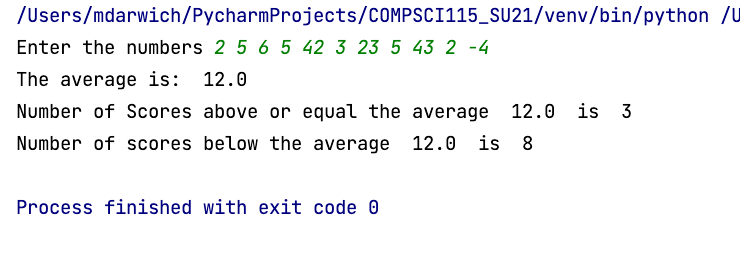 /Users/mdarwich/PycharmProjects/COMPSCI115_SU21/venv/bin/python /U
Enter the numbers 2 5 6 5 42 3 23 5 43 2 -4
The average is:  12.0
Number of Scores above or equal the average  12.0  is  3
Number of scores below the average  12.0  is  8
Process finished with exit code 0